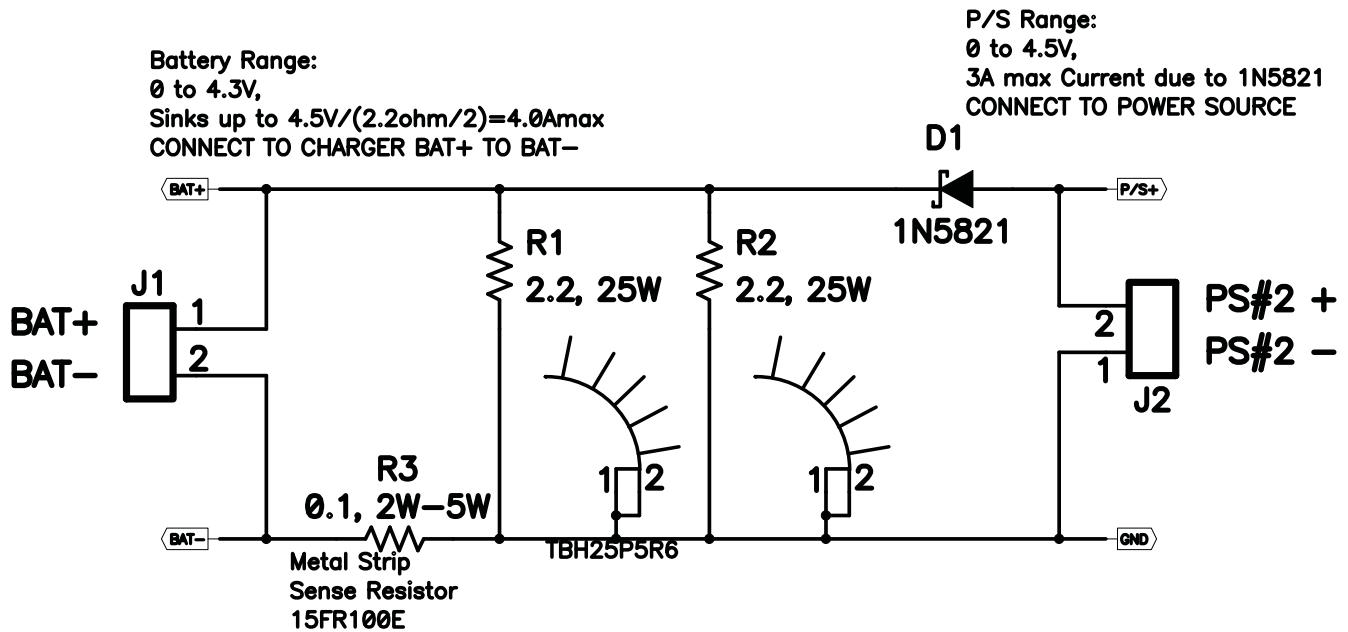 P/S Range:
0 to 4.5V,
3A max Current due to 1N5821
CONNECT TO POWER SOURCE
Battery Range:
0 to 4.3V,
Sinks up to 4.5V/(2.2ohm/2)=4.0Amax
CONNECT TO CHARGER BAT+ TO BAT-
D1
BAT+
P/S+
1N5821
R1
2.2, 25W
R2
2.2, 25W
J1
1
BAT+
2
BAT-
PS#2 +
2
PS#2 -
1
J2
R3
0.1, 2W-5W
1 2
1 2
BAT-
GND
TBH25P5R6
Metal Strip
Sense Resistor
15FR100E